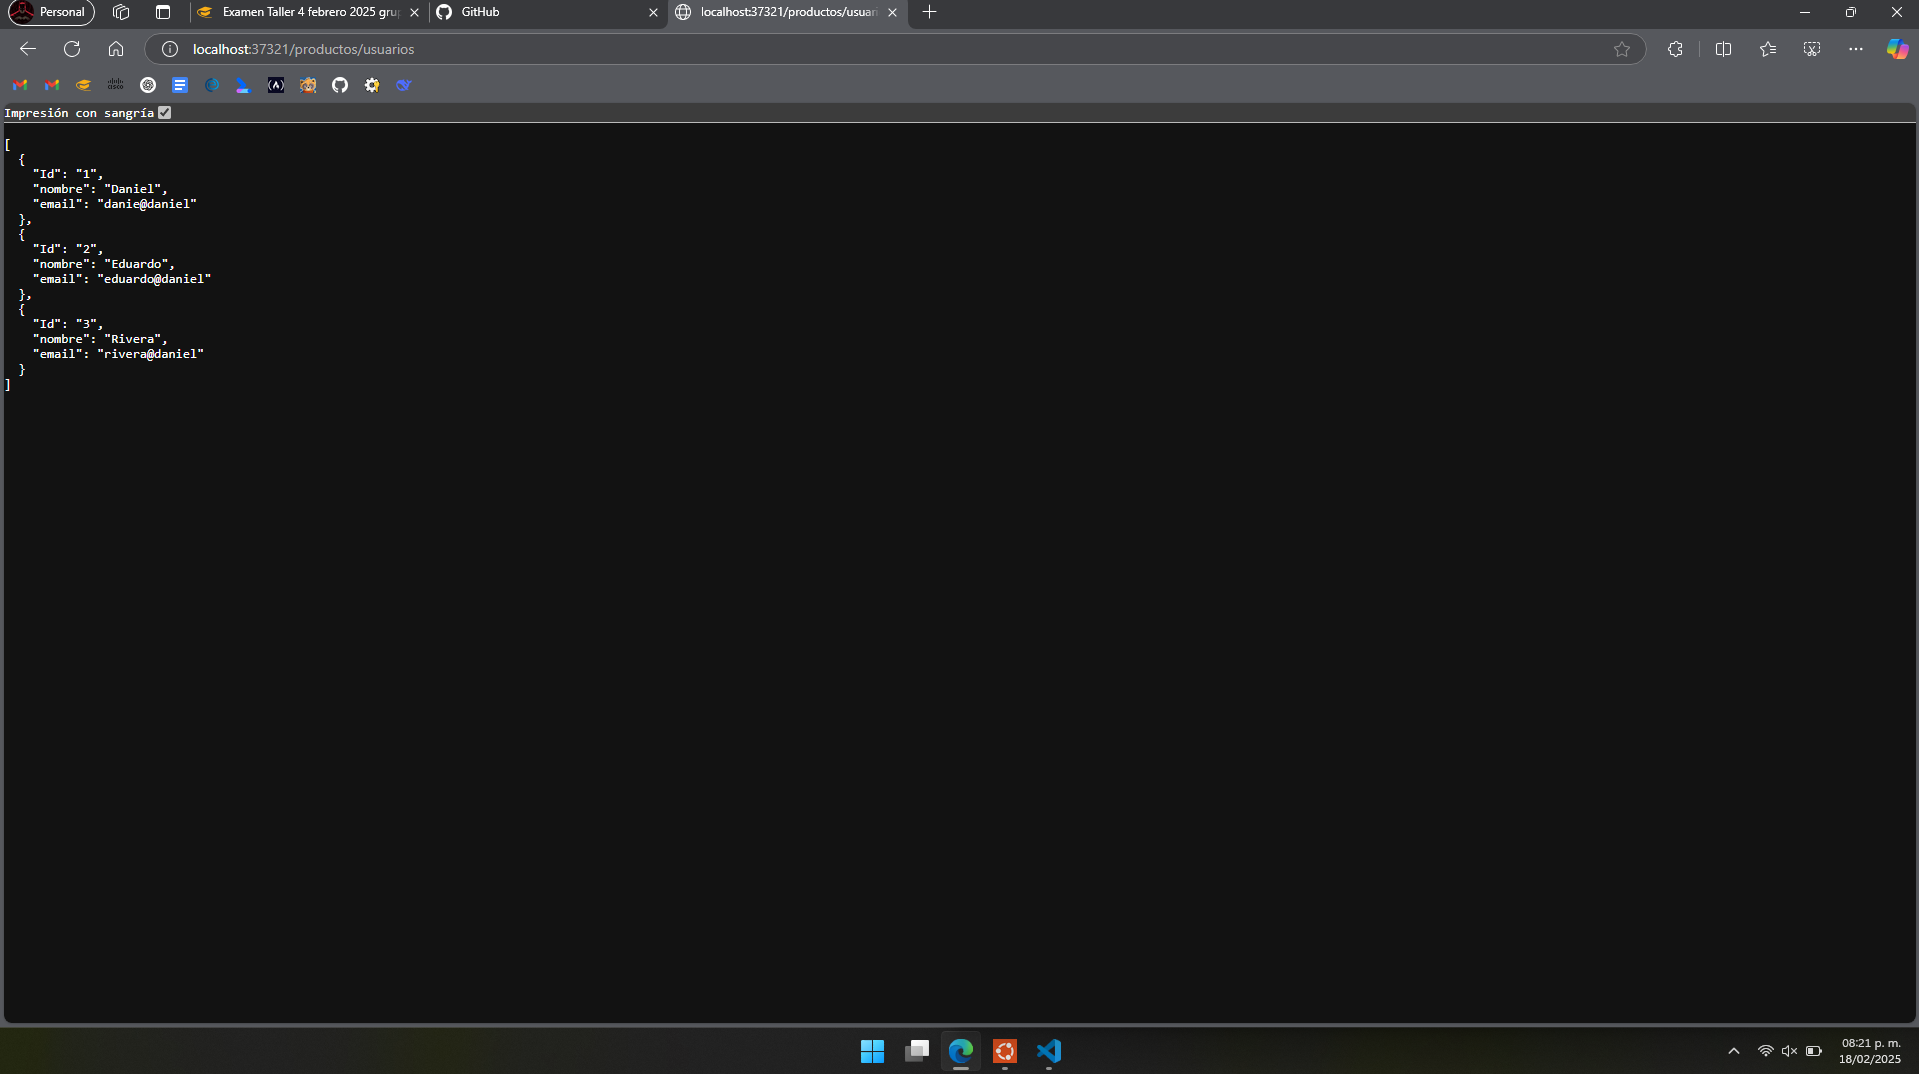 Personal
Examen Taller 4 febrero 2025 gru
GitHub
localhost:37321/productos/usuari
localhost:37321/productos/usuarios
Impresión con sangría
[
  {
    "Id": "1",
    "nombre": "Daniel",
    "email": "danie@daniel"
  },
  {
    "Id": "2",
    "nombre": "Eduardo",
    "email": "eduardo@daniel"
  },
  {
    "Id": "3",
    "nombre": "Rivera",
    "email": "rivera@daniel"
  }
]
08:21 p. m.
18/02/2025